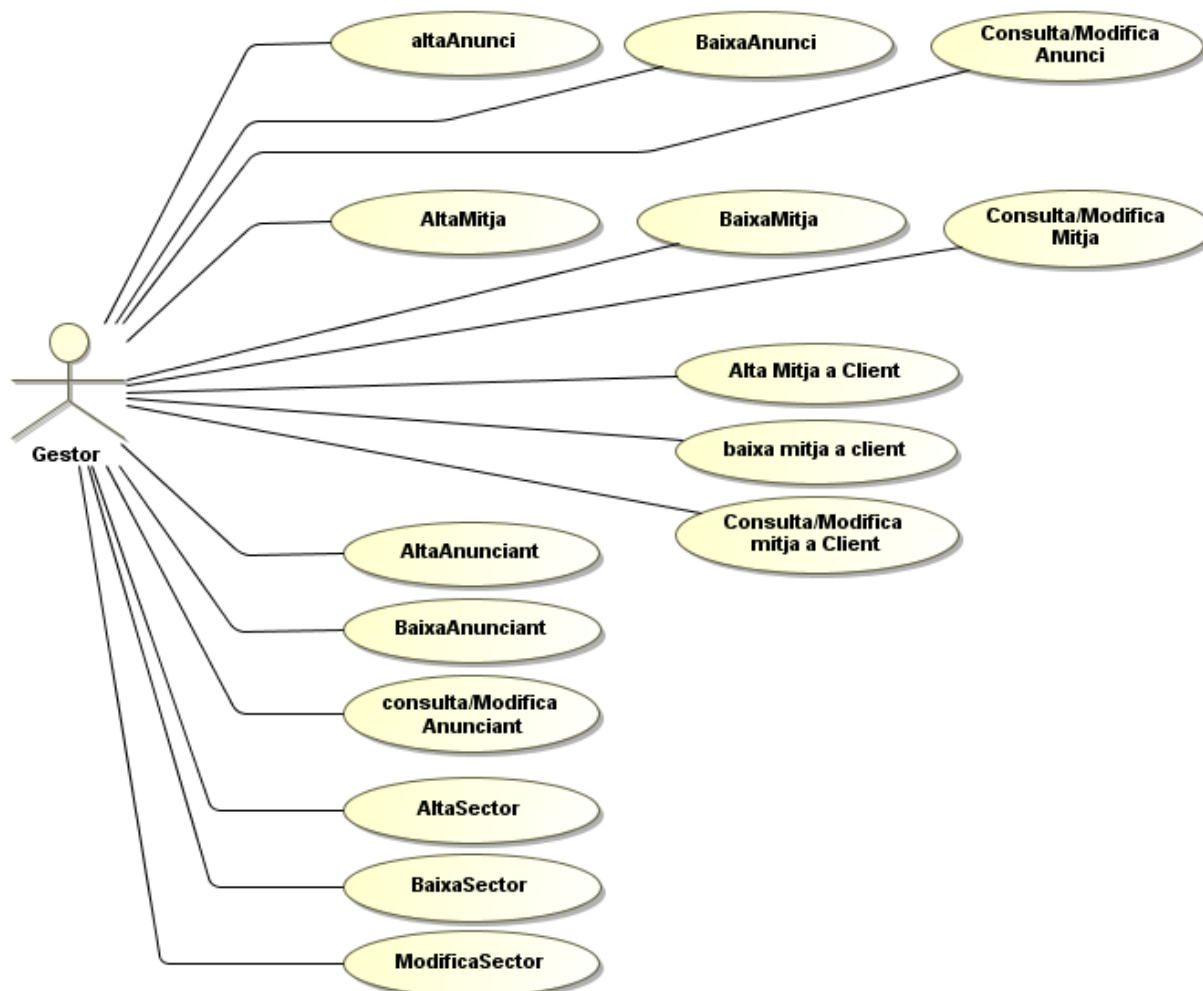 altaAnunci
BaixaAnunci
Consulta/Modifica
Anunci
AltaMitja
BaixaMitja
Consulta/Modifica
Mitja
Alta Mitja a Client
baixa mitja a client
Gestor
Consulta/Modifica
mitja a Client
AltaAnunciant
BaixaAnunciant
consulta/Modifica
Anunciant
AltaSector
BaixaSector
ModificaSector